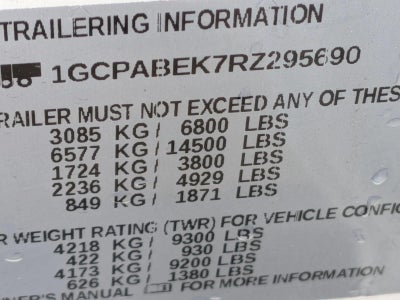 TRAILERING INFORMATION
1GCPABEK7RZ295690
RAILER MUST NOT EXCEED ANY OF THES
3085 KG/ 6800 LBS
6577 KG/ 14500 LBS
1724 KG/ 3800 LBS
2236 KG/ 4929 LBS
849 KG/ 1871 LBS
R WEIGHT RATING (TWR) FOR VEHICLE CONFIG
4218 KG/ 9300 LBS
422 KG/ 930 LBS
4173 KG/ 9200 LBS
626 KG/ 1380 LBS
NER'S MANUAL FOR MORE INFORMATION